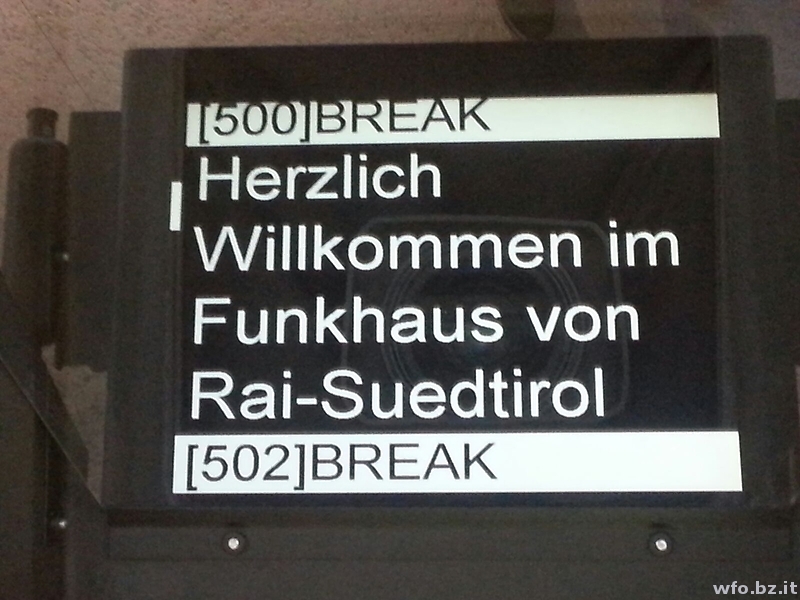 [500]BREAK
Herzlich
Willkommen im
Funkhaus von
Rai-Suedtirol
[502]BREAK
wfo.bz.it